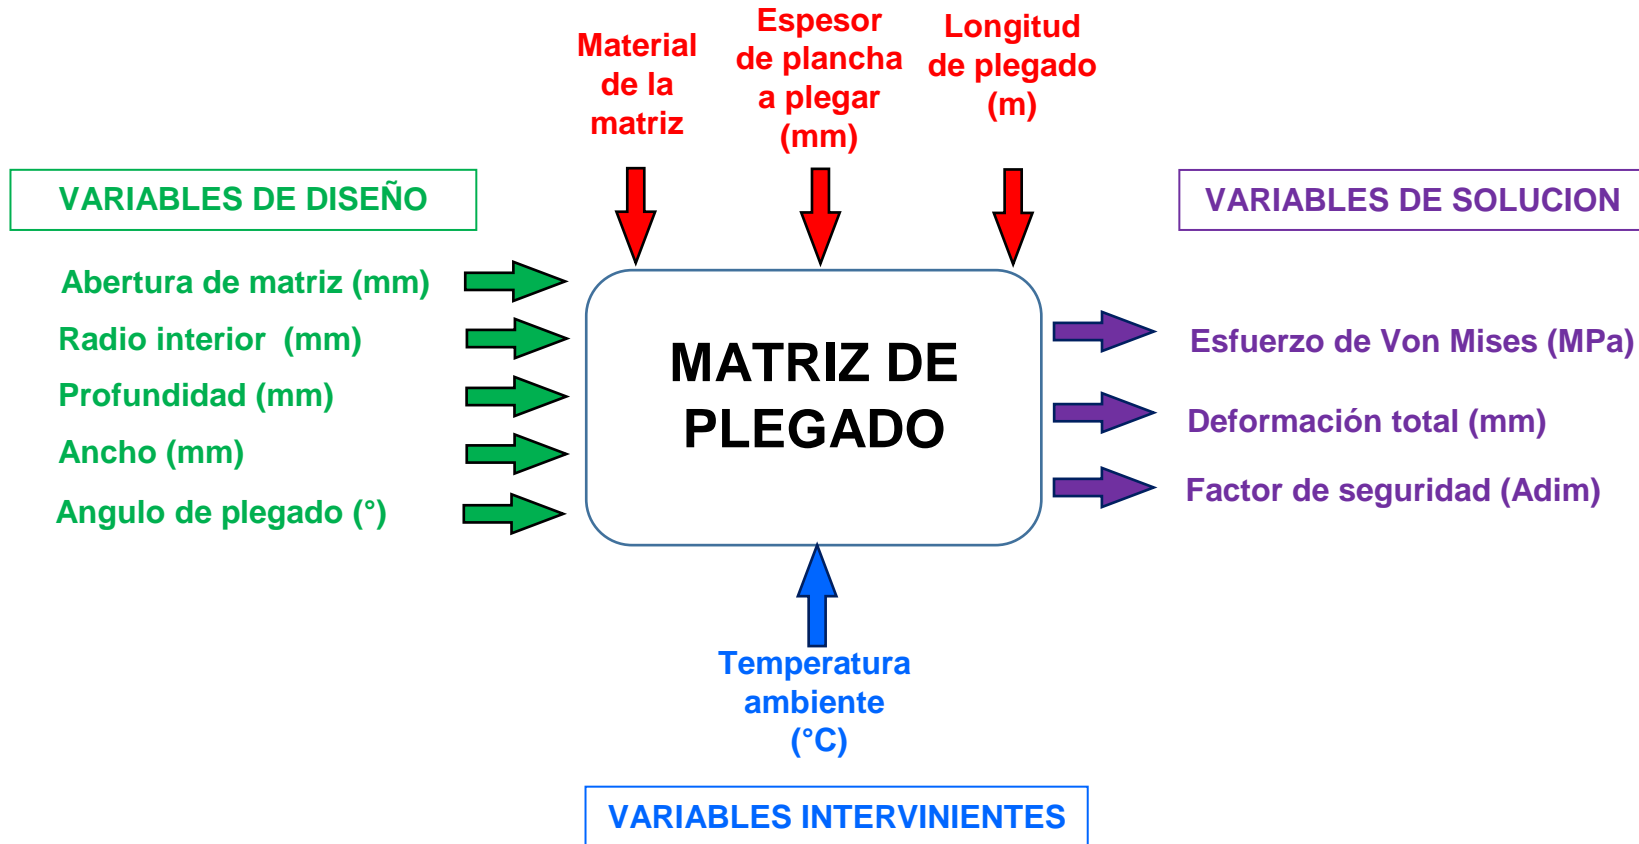 Material
de la
matriz
Espesor
de plancha
a plegar
(mm)
Longitud
de plegado
(m)
VARIABLES DE DISEÑO
Abertura de matriz (mm)
Radio interior  (mm)
Profundidad (mm)
Ancho (mm)
Angulo de plegado (°)
MATRIZ DE
PLEGADO
VARIABLES DE SOLUCION
Esfuerzo de Von Mises (MPa)
Deformación total (mm)
Factor de seguridad (Adim)
Temperatura
ambiente
(°C)
VARIABLES INTERVINIENTES